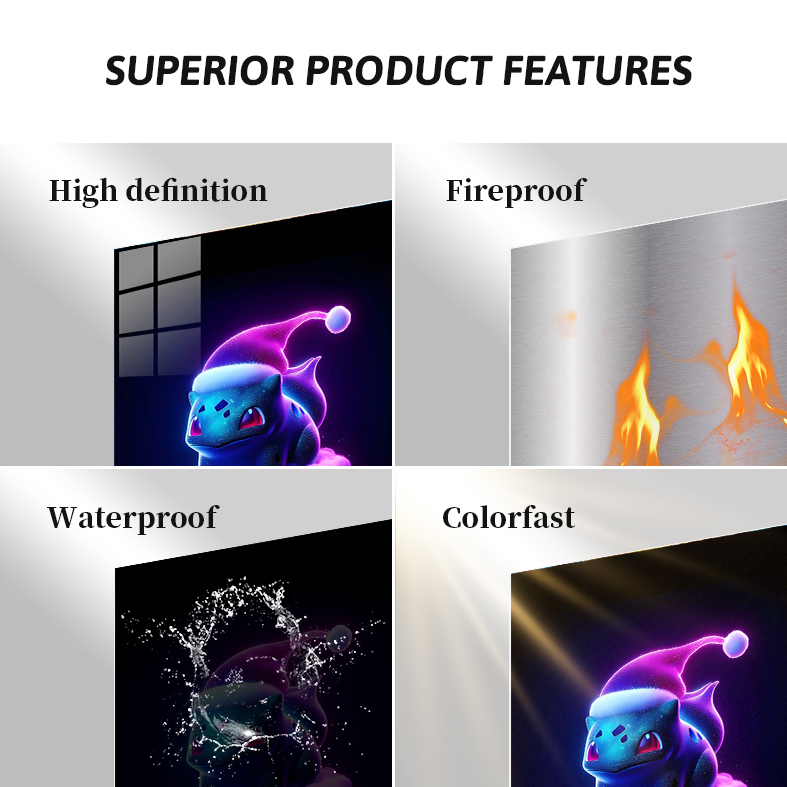 SUPERIOR PRODUCT FEATURES
High definition
Fireproof
Waterproof
Colorfast